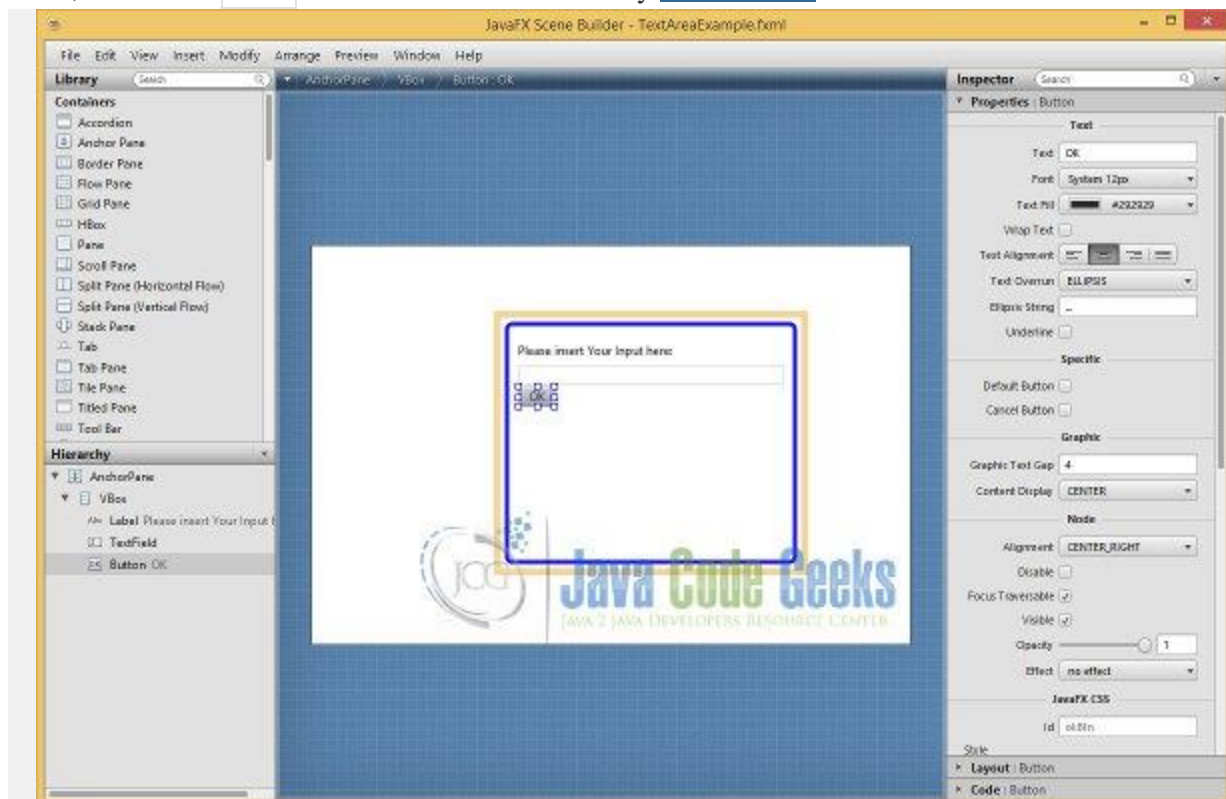 JavaFX Scene Builder - TextAreaExample.fxml
File Edit View Insert Modify Arrange Preview Window Help
Library Search
AnchorPane VBox Button : OK
Containers
Accordion
Anchor Pane
Border Pane
Flow Pane
Grid Pane
HBox
Pane
Scroll Pane
Split Pane (Horizontal Flow)
Split Pane (Vertical Flow)
Stack Pane
Tab
Tab Pane
Tile Pane
Titled Pane
Tool Bar
Hierarchy
AnchorPane
VBox
Abc Label Please insert Your Input
TextField
Button OK
Please insert Your Input here:
OK
JCG
Java Code Geeks
JAVA 2 JAVA DEVELOPERS RESOURCE CENTER
Inspector Search
Properties : Button
Text
Text OK
Font System 12px
Text Fill #292929
Wrap Text
Text Alignment
Text Overrun ELLIPSIS
Ellipsis String ...
Underline
Specific
Default Button
Cancel Button
Graphic
Graphic Text Gap 4
Content Display CENTER
Node
Alignment CENTER_RIGHT
Disable
Focus Traversable
Visible
Opacity 1
Effect no effect
JavaFX CSS
Id okBtn
Style
Layout : Button
Code : Button